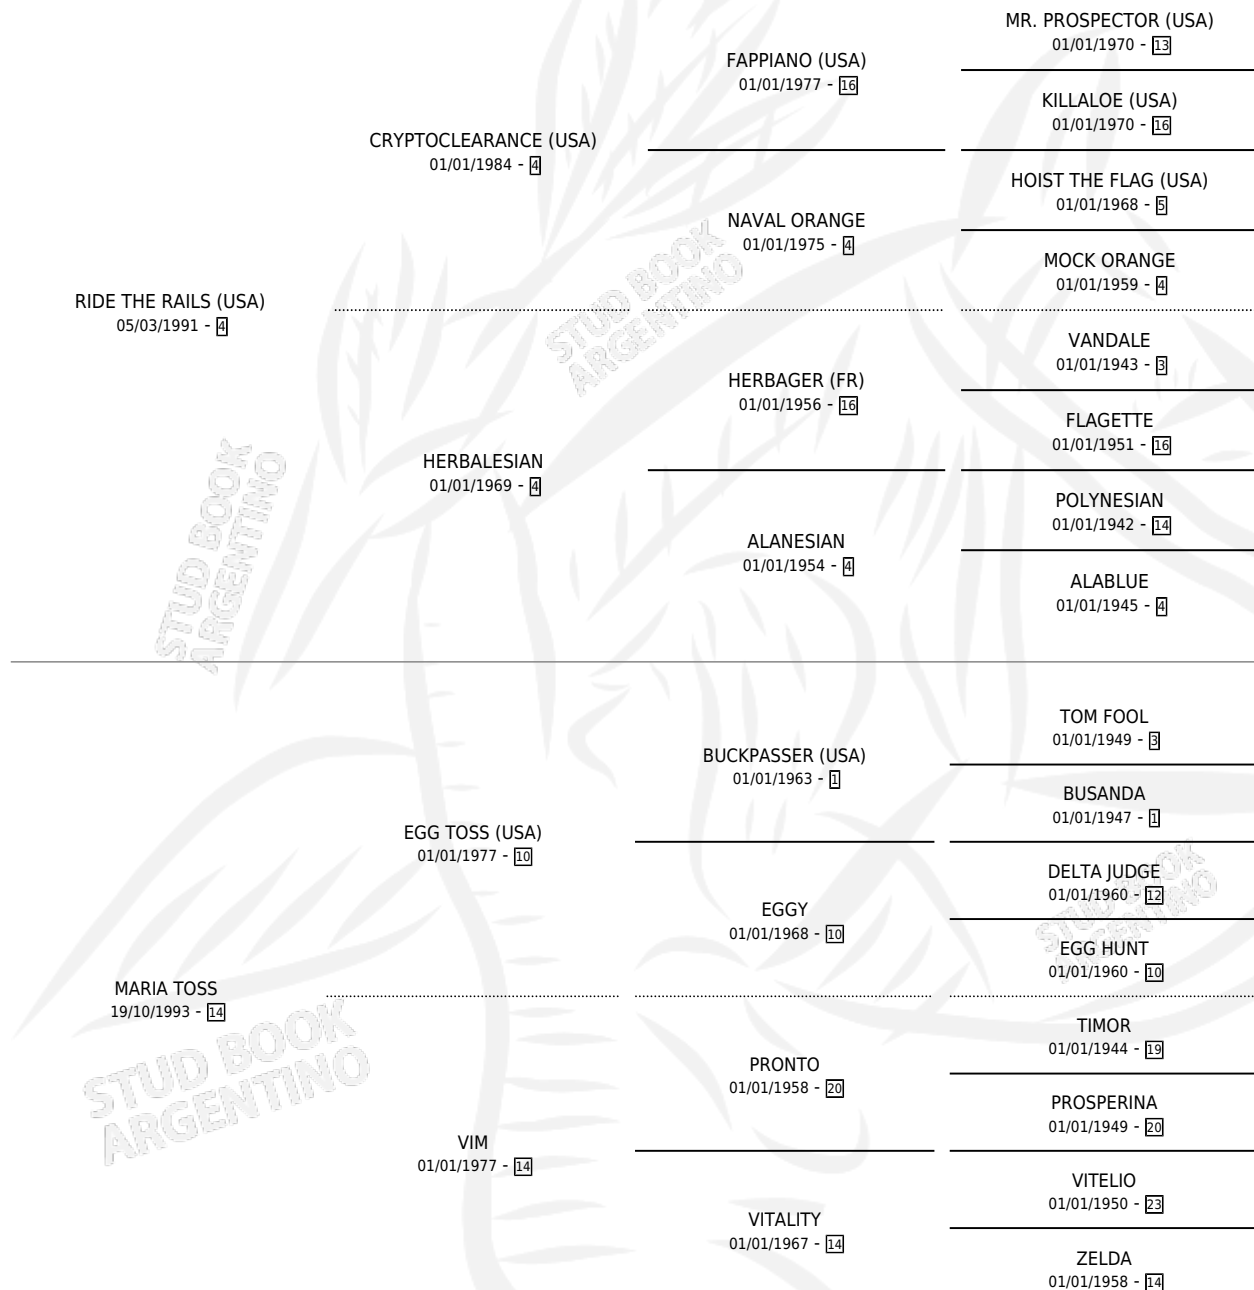 MR. PROSPECTOR (USA)
01/01/1970 - 13
FAPPIANO (USA)
01/01/1977 - 16
KILLALOE (USA)
01/01/1970 - 16
CRYPTOCLEARANCE (USA)
01/01/1984 - 4
HOIST THE FLAG (USA)
01/01/1968 - 5
NAVAL ORANGE
01/01/1975 - 4
MOCK ORANGE
01/01/1959 - 4
RIDE THE RAILS (USA)
05/03/1991 - 4
VANDALE
01/01/1943 - 3
HERBAGER (FR)
01/01/1956 - 16
FLAGETTE
01/01/1951 - 16
HERBALESIAN
01/01/1969 - 4
POLYNESIAN
01/01/1942 - 14
ALANESIAN
01/01/1954 - 4
ALABLUE
01/01/1945 - 4
STUD BOOK
ARGENTINO
STUD BOOK
ARGENTINO
TOM FOOL
01/01/1949 - 3
BUCKPASSER (USA)
01/01/1963 - 1
BUSANDA
01/01/1947 - 1
EGG TOSS (USA)
01/01/1977 - 10
DELTA JUDGE
01/01/1960 - 12
EGGY
01/01/1968 - 10
EGG HUNT
01/01/1960 - 10
MARIA TOSS
19/10/1993 - 14
TIMOR
01/01/1944 - 19
PRONTO
01/01/1958 - 20
PROSPERINA
01/01/1949 - 20
VIM
01/01/1977 - 14
VITELIO
01/01/1950 - 23
VITALITY
01/01/1967 - 14
ZELDA
01/01/1958 - 14
STUD BOOK
ARGENTINO
STUD BOOK
ARGENTINO